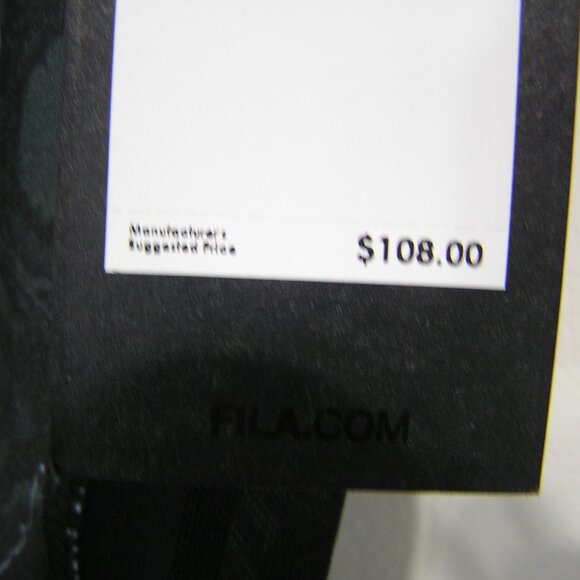 Manufacturer's
Suggested Price
$108.00
FILA.COM